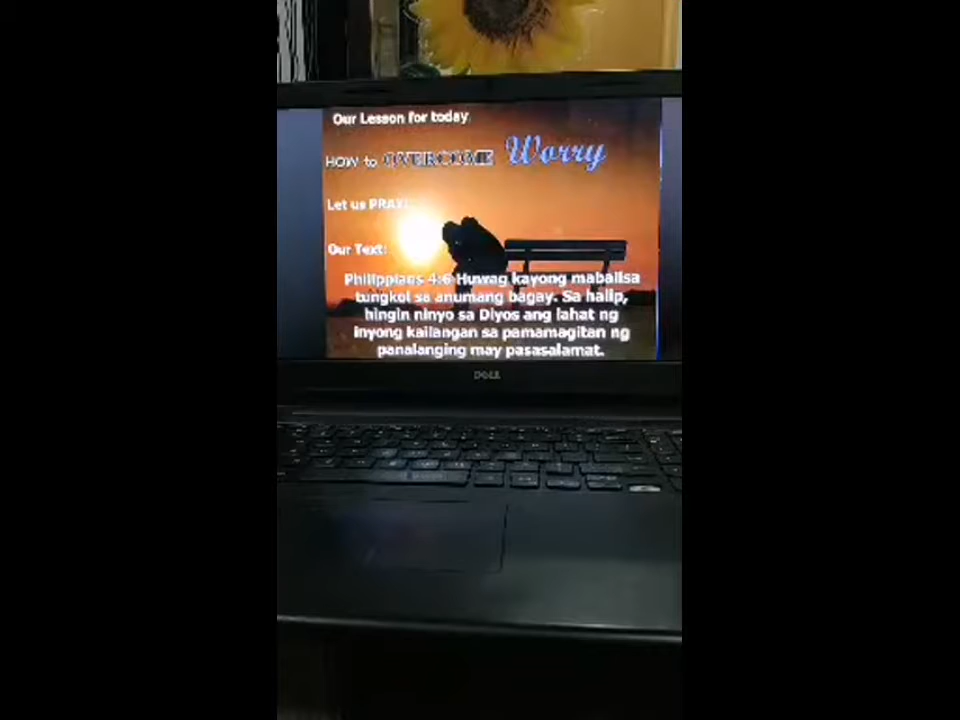 Our Lesson for today
HOW to OVERCOME Worry
Let us PRAY:
Our Text:
Philippians 4:6 Huwag kayong mabalisa
tungkol sa anumang bagay. Sa halip,
hingin ninyo sa Diyos ang lahat ng
inyong kailangan sa pamamagitan ng
panalanging may pasasalamat.
DELL